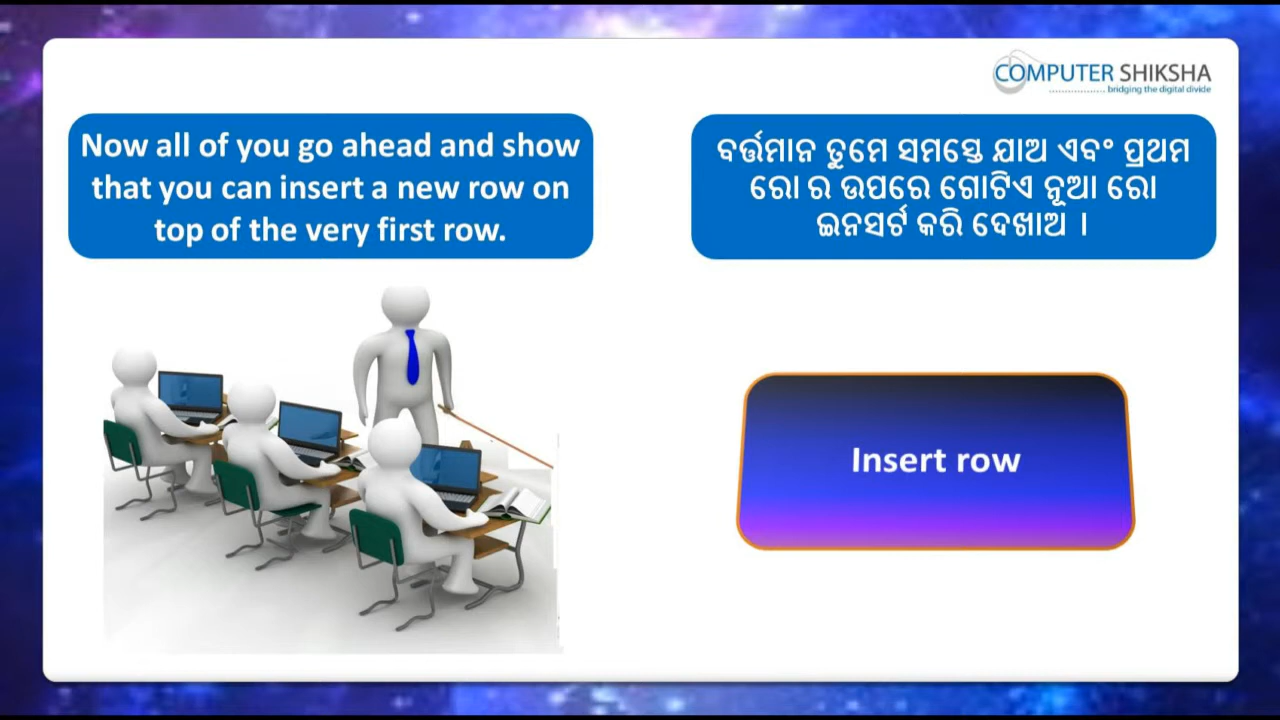 COMPUTER SHIKSHA
bridging the digital divide
Now all of you go ahead and show
that you can insert a new row on
top of the very first row.
ବର୍ତ୍ତମାନ ତୁମେ ସମସ୍ତେ ଯାଅ ଏବଂ ପ୍ରଥମ
ରୋ ର ଉପରେ ଗୋଟିଏ ନୂଆ ରୋ
ଇନସର୍ଟ କରି ଦେଖାଅ ।
Insert row